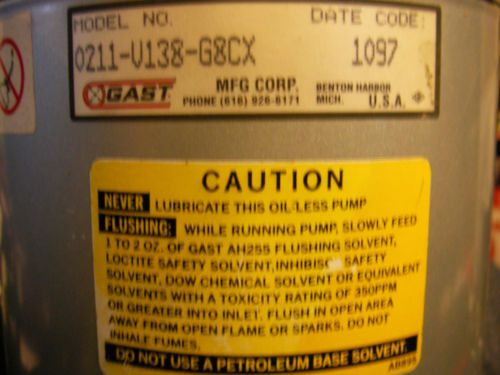 MODEL NO.
DATE CODE:
0211-V138-G8CX
1097
GAST
MFG CORP.
PHONE (616) 926-6171
BENTON HARBOR
MICH. U.S.A.
CAUTION
NEVER LUBRICATE THIS OIL-LESS PUMP
FLUSHING: WHILE RUNNING PUMP, SLOWLY FEED
1 TO 2 OZ. OF GAST AH255 FLUSHING SOLVENT,
LOCTITE SAFETY SOLVENT, INHIBISOL SAFETY
SOLVENT, DOW CHEMICAL SOLVENT OR EQUIVALENT
SOLVENTS WITH A TOXICITY RATING OF 350PPM
OR GREATER INTO INLET. FLUSH IN OPEN AREA
AWAY FROM OPEN FLAME OR SPARKS. DO NOT
INHALE FUMES.
DO NOT USE A PETROLEUM BASE SOLVENT.